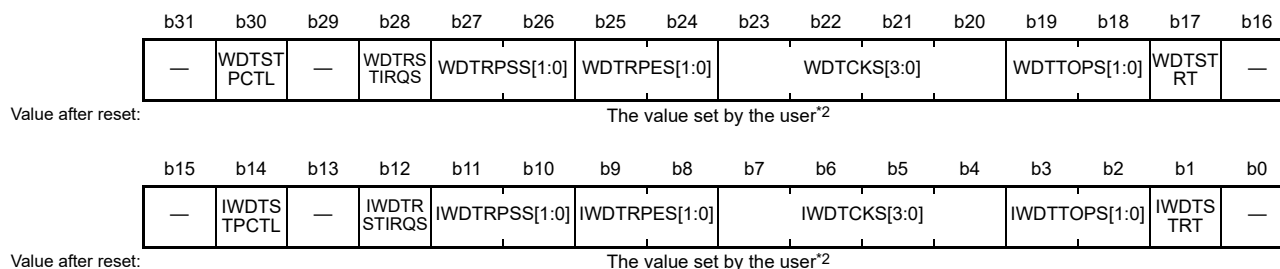 b31 b30 b29 b28 b27 b26 b25 b24 b23 b22 b21 b20 b19 b18 b17 b16
— WDTST PCTL — WDTRS TIRQS WDTRPSS[1:0] WDTRPES[1:0] WDTCKS[3:0] WDTTOPS[1:0] WDTST RT —
Value after reset: The value set by the user*2
b15 b14 b13 b12 b11 b10 b9 b8 b7 b6 b5 b4 b3 b2 b1 b0
— IWDTS TPCTL — IWDTR STIRQS IWDTRPSS[1:0] IWDTRPES[1:0] IWDTCKS[3:0] IWDTTOPS[1:0] IWDTS TRT —
Value after reset: The value set by the user*2